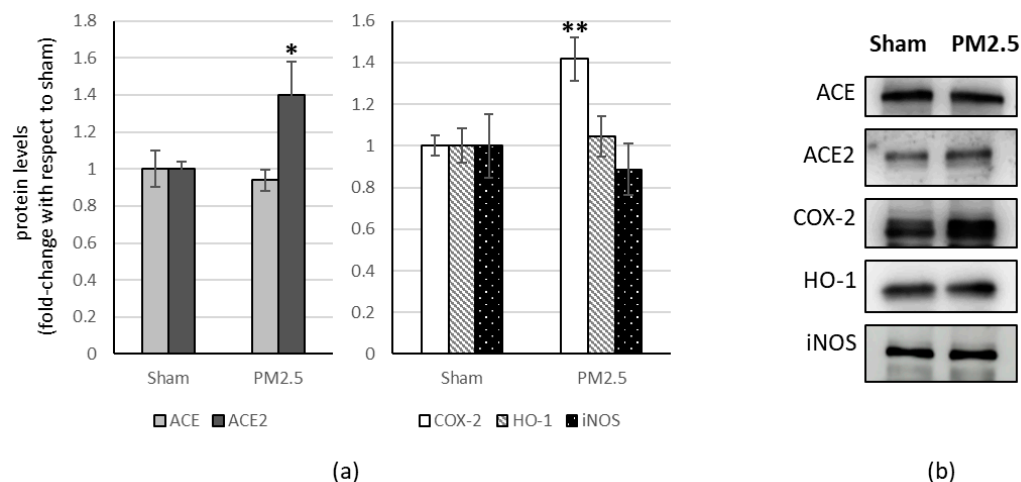 protein levels
(fold-change with respect to sham)
1.8
1.6
1.4
1.2
1
0.8
0.6
0.4
0.2
0
*
Sham PM2.5
ACE ACE2
1.6
1.4
1.2
1
0.8
0.6
0.4
0.2
0
**
Sham PM2.5
COX-2 HO-1 iNOS
(a)
Sham PM2.5
ACE
ACE2
COX-2
HO-1
iNOS
(b)